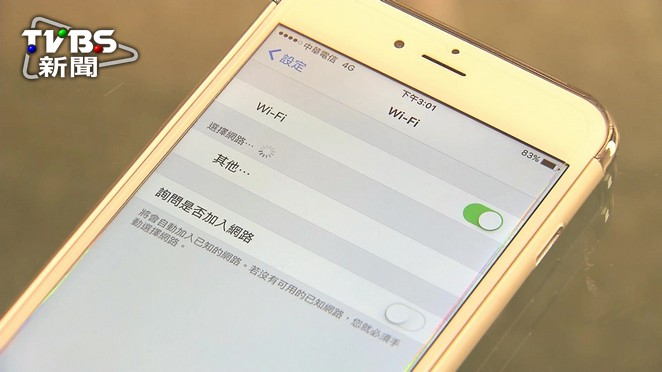 TVBS
新聞
中華電信 4G
下午3:01
83%
設定
Wi-Fi
Wi-Fi
選擇網路…
其他…
詢問是否加入網路
將會自動加入已知的網路。若沒有可用的已知網路，您就必須手
動選擇網路。